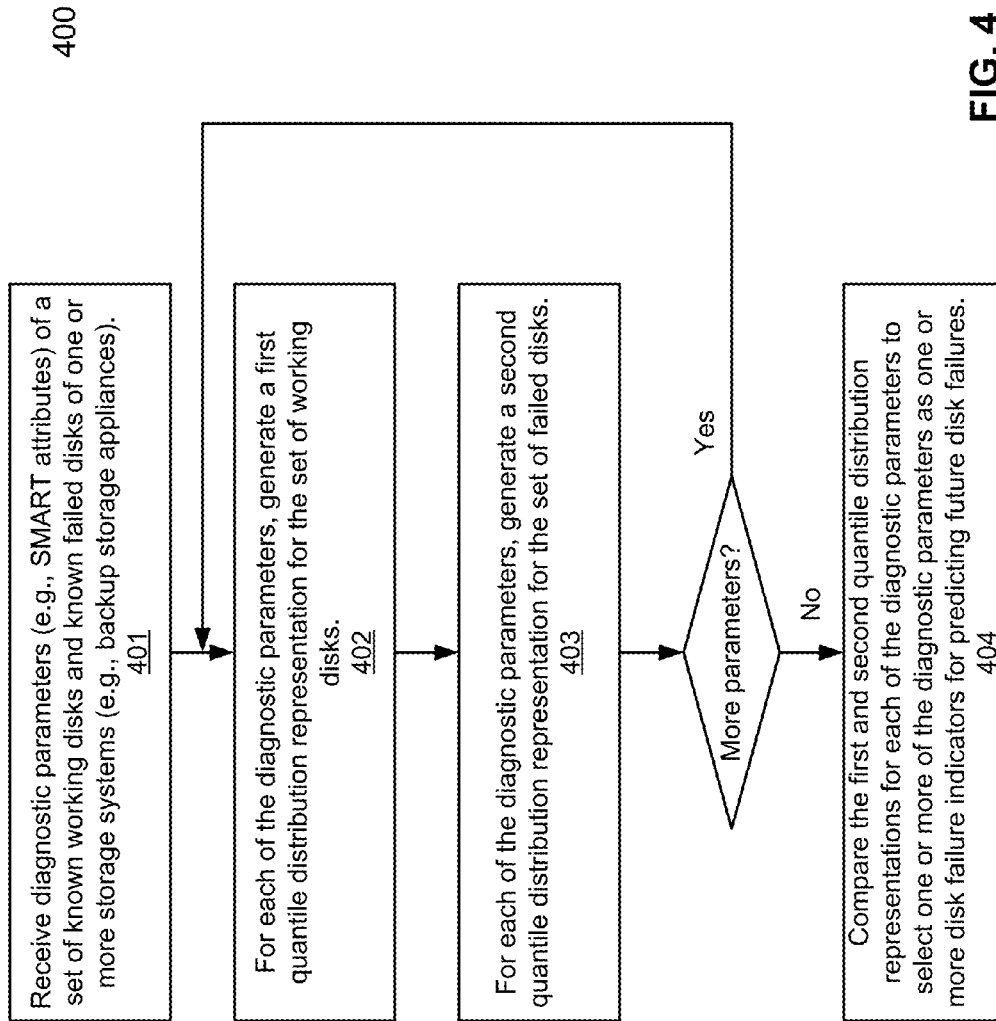 400
Receive diagnostic parameters (e.g., SMART attributes) of a
set of known working disks and known failed disks of one or
more storage systems (e.g., backup storage appliances).
401
For each of the diagnostic parameters, generate a first
quantile distribution representation for the set of working
disks.
402
For each of the diagnostic parameters, generate a second
quantile distribution representation for the set of failed disks.
403
More parameters?
Yes
No
Compare the first and second quantile distribution
representations for each of the diagnostic parameters to
select one or more of the diagnostic parameters as one or
more disk failure indicators for predicting future disk failures.
404
FIG. 4